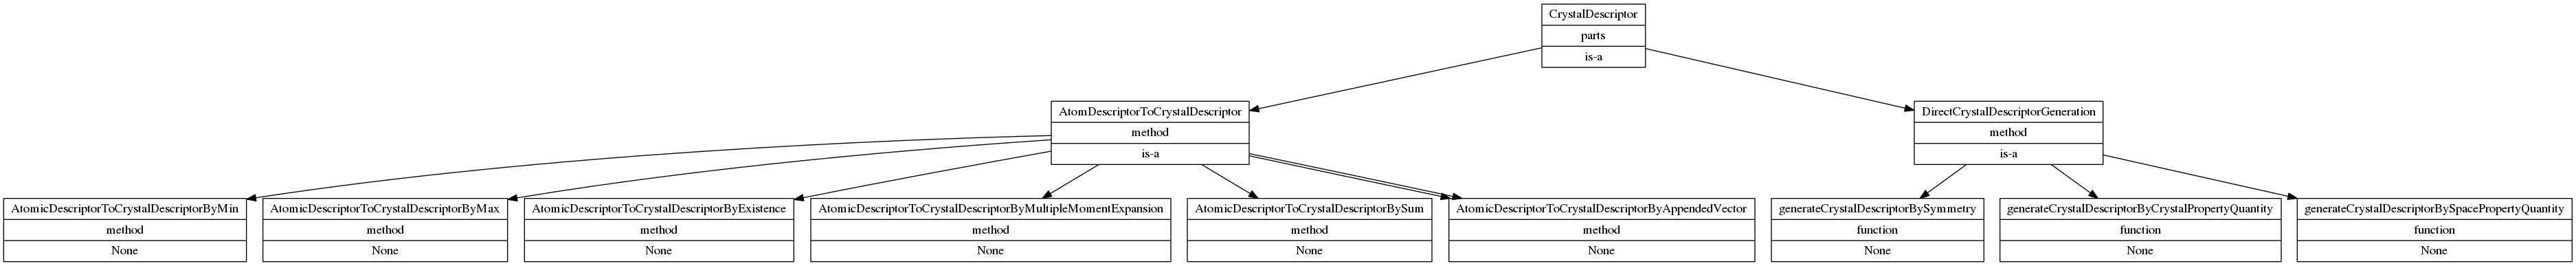 CrystalDescriptor
parts
is-a
AtomDescriptorToCrystalDescriptor
method
is-a
DirectCrystalDescriptorGeneration
method
is-a
AtomicDescriptorToCrystalDescriptorByMin
method
None
AtomicDescriptorToCrystalDescriptorByMax
method
None
AtomicDescriptorToCrystalDescriptorByExistence
method
None
AtomicDescriptorToCrystalDescriptorByMultipleMomentExpansion
method
None
AtomicDescriptorToCrystalDescriptorBySum
method
None
AtomicDescriptorToCrystalDescriptorByAppendedVector
method
None
generateCrystalDescriptorBySymmetry
function
None
generateCrystalDescriptorByCrystalPropertyQuantity
function
None
generateCrystalDescriptorBySpacePropertyQuantity
function
None